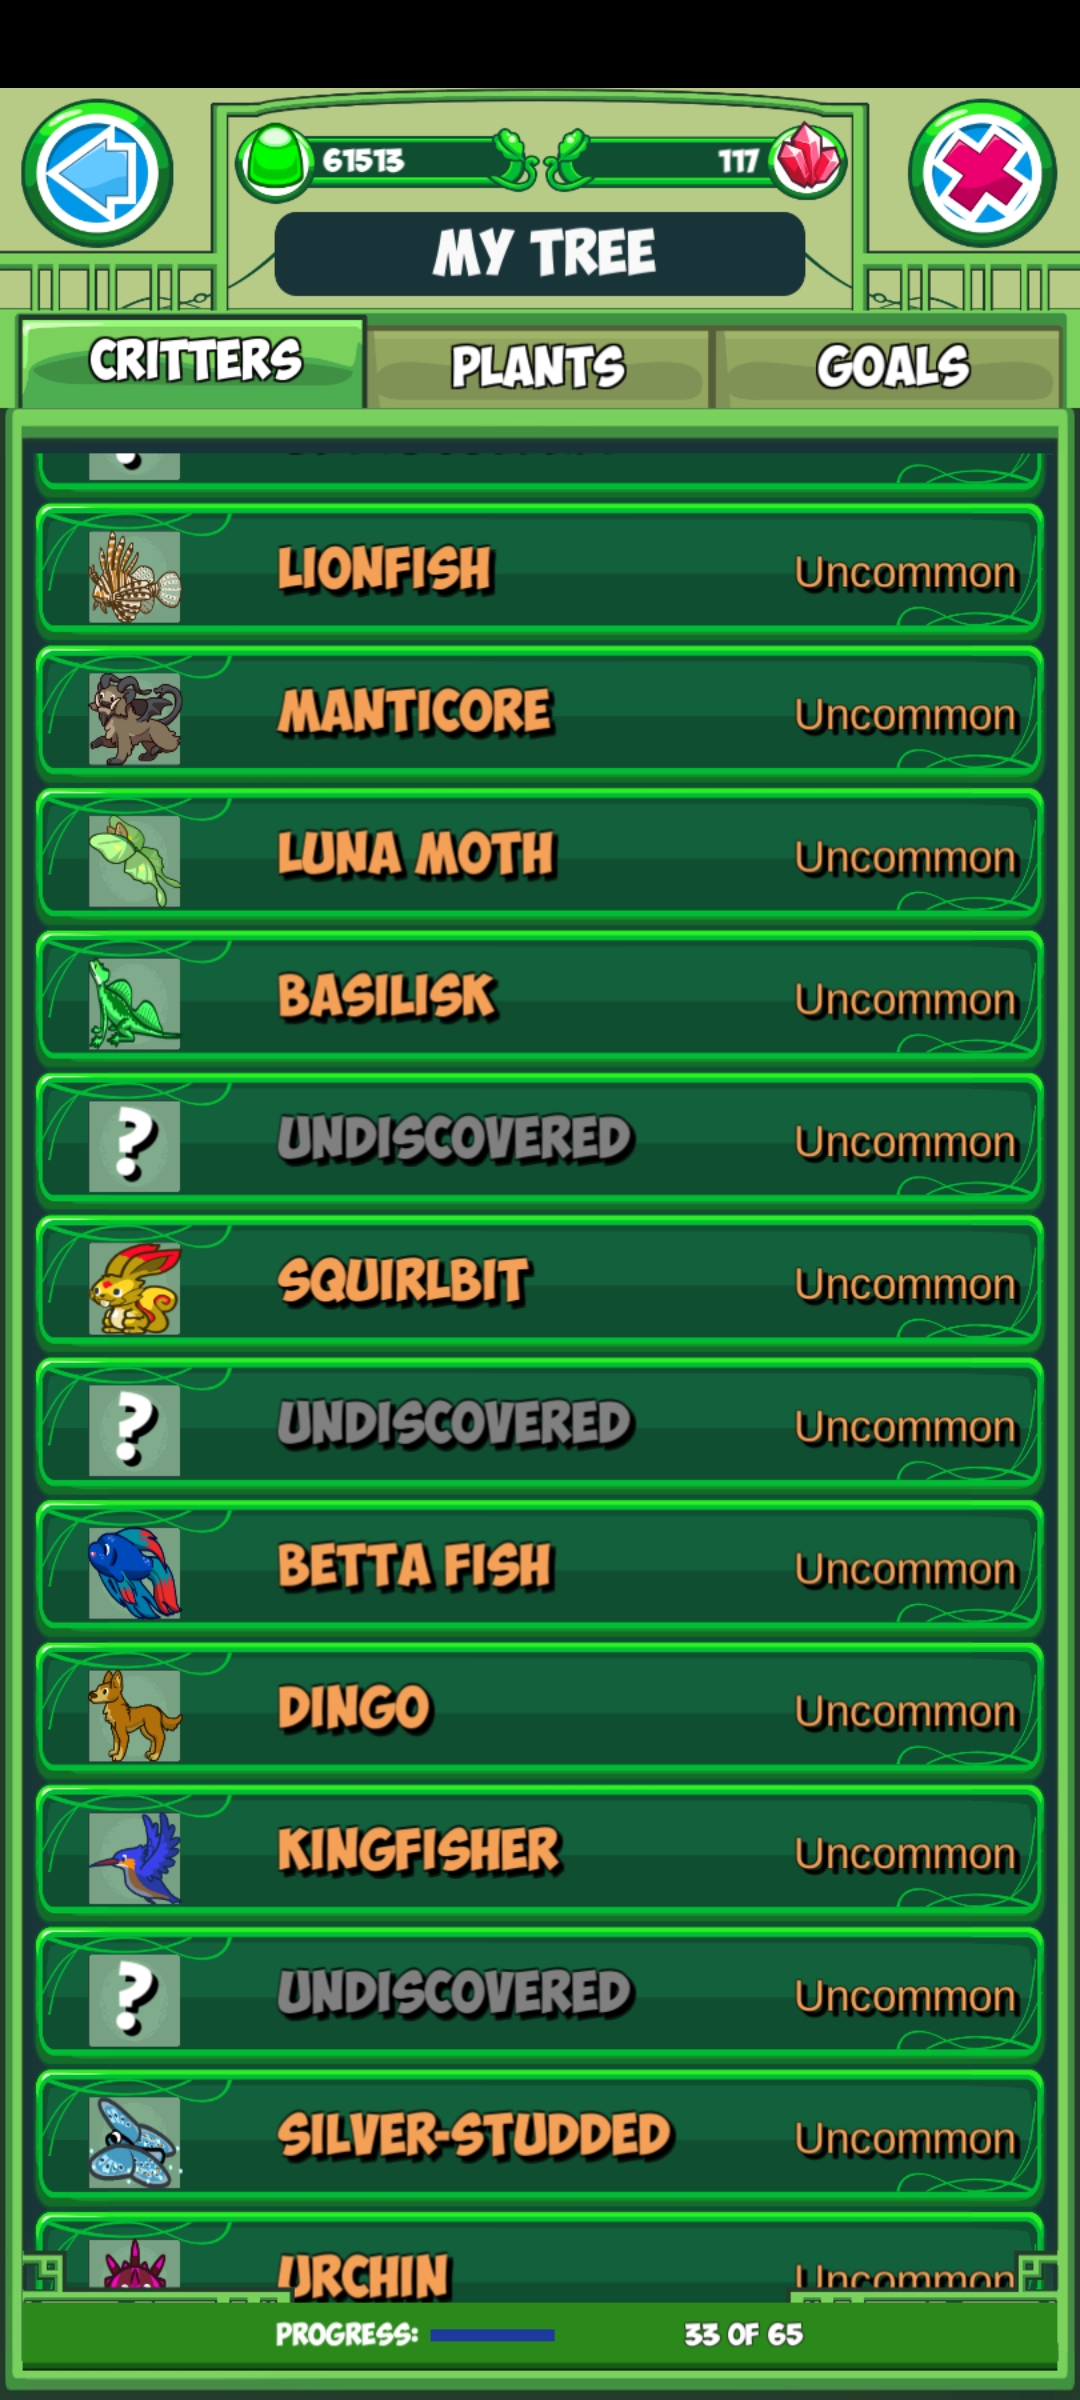 61513
117
MY TREE
CRITTERS
PLANTS
GOALS
LIONFISH Uncommon
MANTICORE Uncommon
LUNA MOTH Uncommon
BASILISK Uncommon
? UNDISCOVERED Uncommon
SQUIRLBIT Uncommon
? UNDISCOVERED Uncommon
BETTA FISH Uncommon
DINGO Uncommon
KINGFISHER Uncommon
? UNDISCOVERED Uncommon
SILVER-STUDDED Uncommon
URCHIN Uncommon
PROGRESS: 33 OF 65